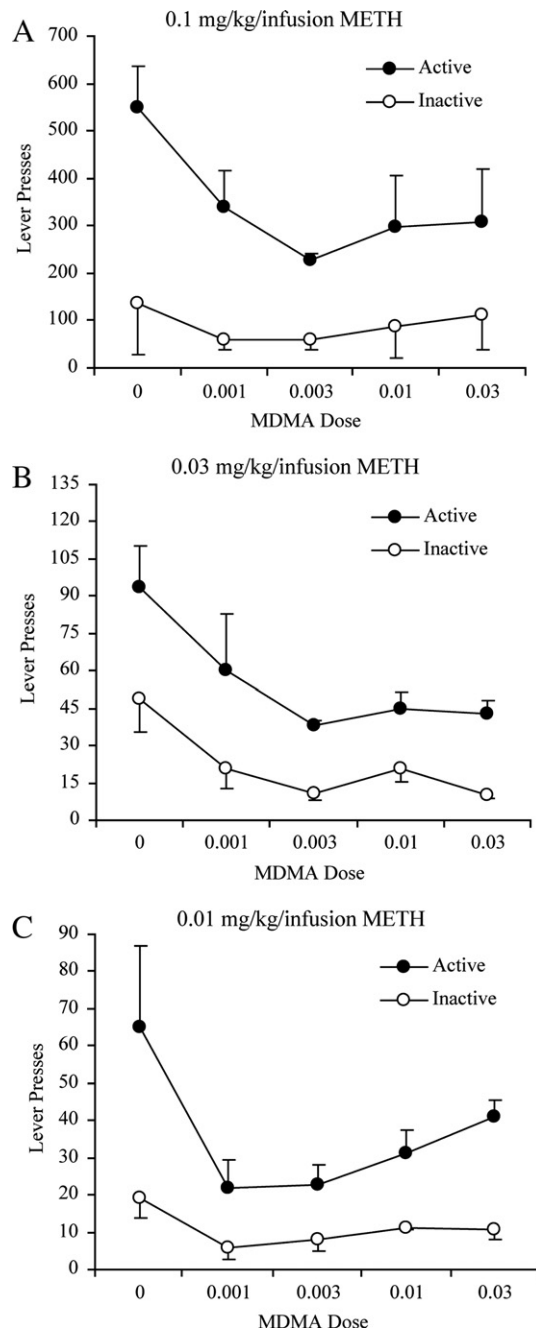 A
0.1 mg/kg/infusion METH
700
600
500
400
300
200
100
0
Lever Presses
Active
Inactive
0 0.001 0.003 0.01 0.03
MDMA Dose
B
0.03 mg/kg/infusion METH
135
120
105
90
75
60
45
30
15
0
Lever Presses
Active
Inactive
0 0.001 0.003 0.01 0.03
MDMA Dose
C
0.01 mg/kg/infusion METH
90
80
70
60
50
40
30
20
10
0
Lever Presses
Active
Inactive
0 0.001 0.003 0.01 0.03
MDMA Dose